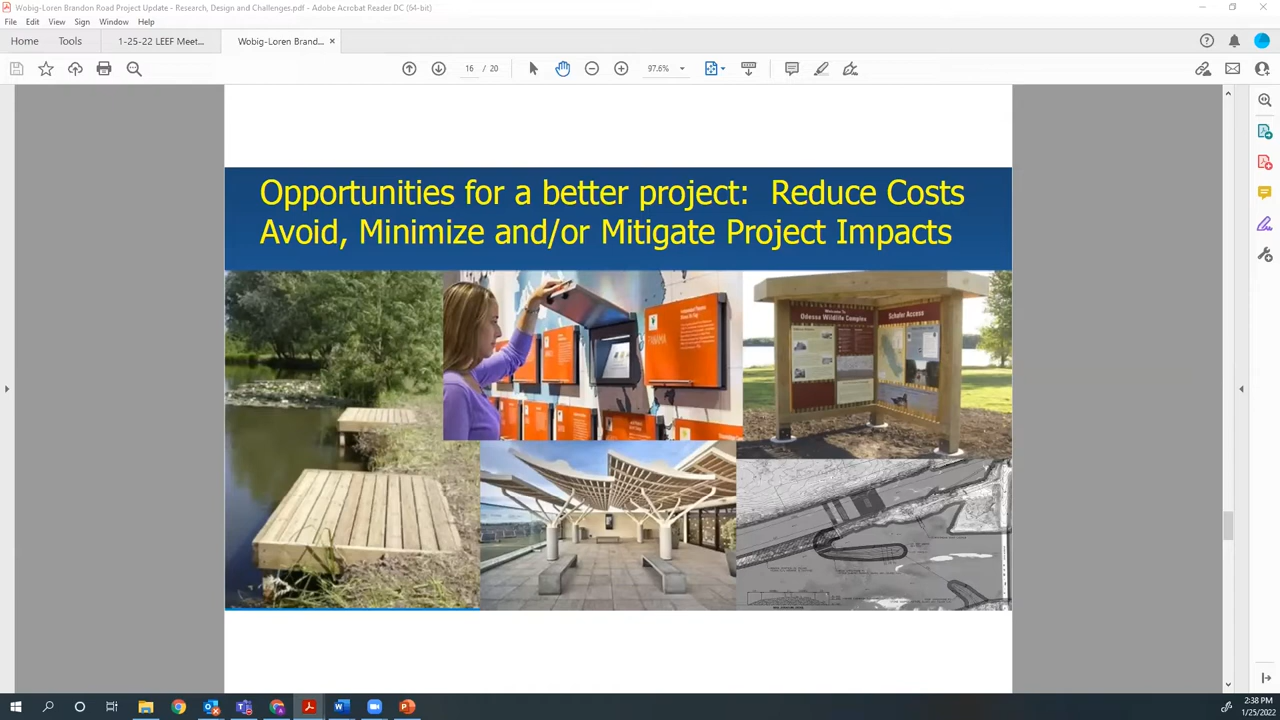 Wobig-Loren Brandon Road Project Update - Research, Design and Challenges.pdf - Adobe Acrobat Reader DC (64-bit)
File Edit View Sign Window Help
Home Tools 1-25-22 LEEF Meet... Wobig-Loren Brand... ×
16 / 20 97.6%
Opportunities for a better project: Reduce Costs
Avoid, Minimize and/or Mitigate Project Impacts
PANAMA
Welcome To
Odessa Wildlife Complex
Schafer Access
2:38 PM
1/25/2022